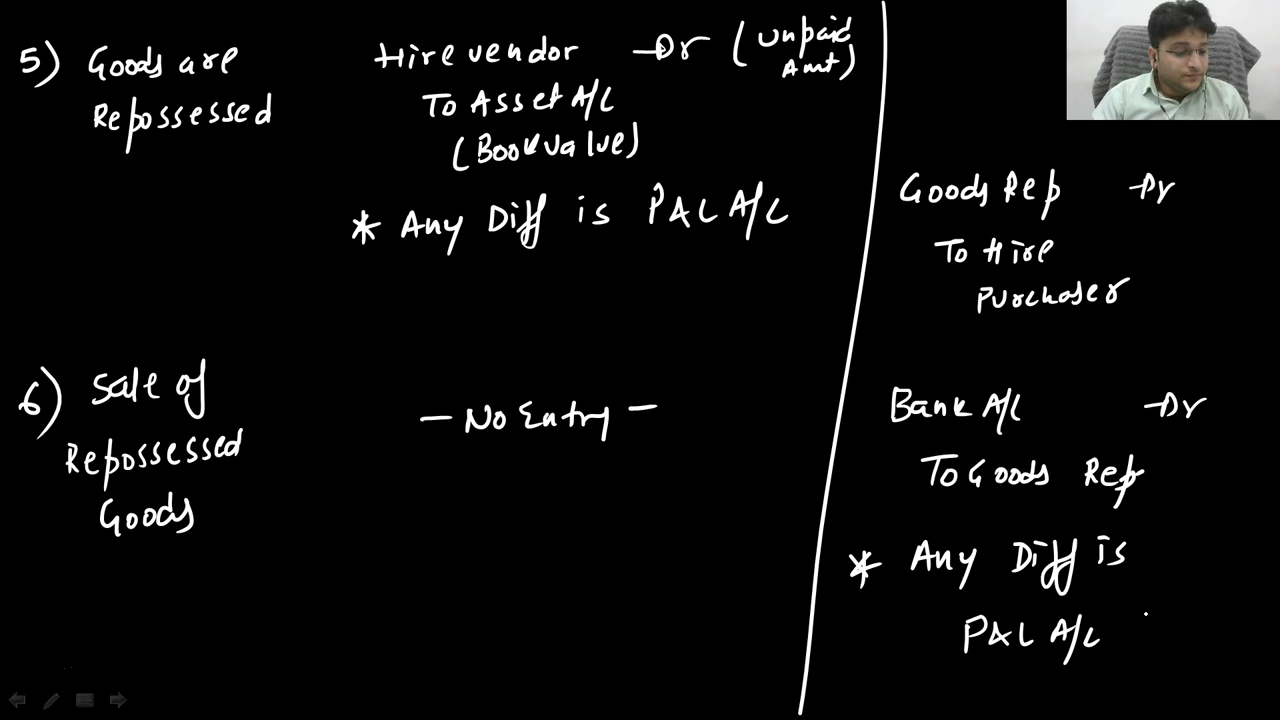 5) Goods are
Repossessed
Hire vendor Dr (unpaid
Amt)
To Asset A/c
(Book value)
* Any Diff is P&L A/c
Goods Rep Dr
To Hire
Purchaser
6) Sale of
Repossessed
Goods
- No Entry -
Bank A/c Dr
To Goods Rep
* Any Diff is
P&L A/c